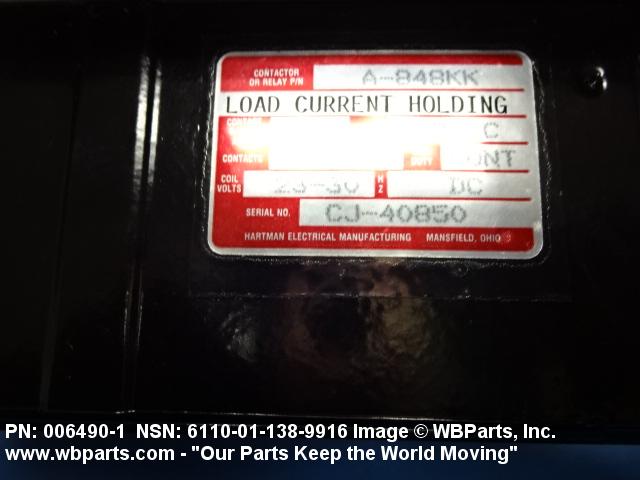 CONTACTOR
OR RELAY P/N A-848KK
LOAD CURRENT HOLDING
C
CONTACTS DUTY
COIL
VOLTS HZ DC
SERIAL NO. CJ-40850
HARTMAN ELECTRICAL MANUFACTURING MANSFIELD, OHIO
PN: 006490-1 NSN: 6110-01-138-9916 Image © WBParts, Inc.
www.wbparts.com - "Our Parts Keep the World Moving"